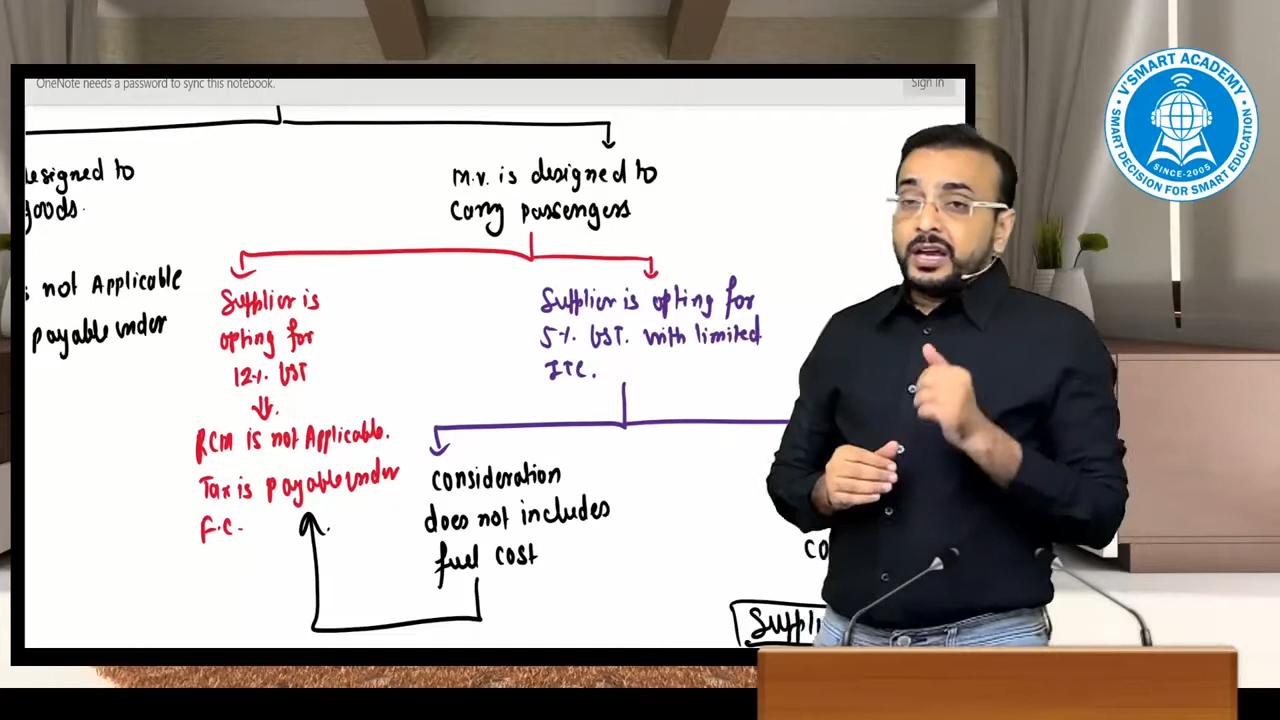 OneNote needs a password to sync this notebook.
Sign in
V'SMART ACADEMY
SMART DECISION FOR SMART EDUCATION
SINCE-2005
designed to
goods.
not Applicable
payable under
m.v. is designed to
carry passengers
Supplier is
opting for
12% GST
RCM is not Applicable.
Tax is payable under
F.C.
Supplier is opting for
5% GST. with limited
ITC.
consideration
does not includes
fuel cost
CO
Suppli